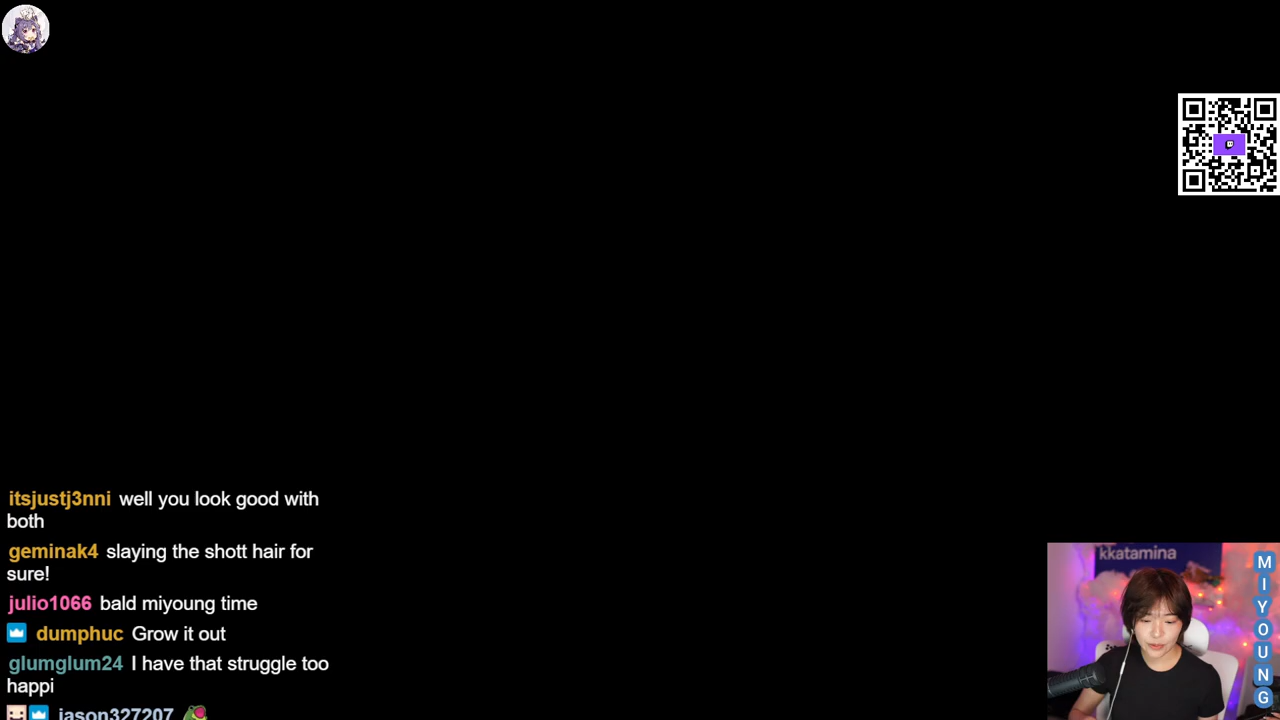 itsjustj3nni well you look good with
both
geminak4 slaying the shott hair for
sure!
julio1066 bald miyoung time
dumphuc Grow it out
glumglum24 I have that struggle too
happi
jason327207
kkatamina
MIYOUNG